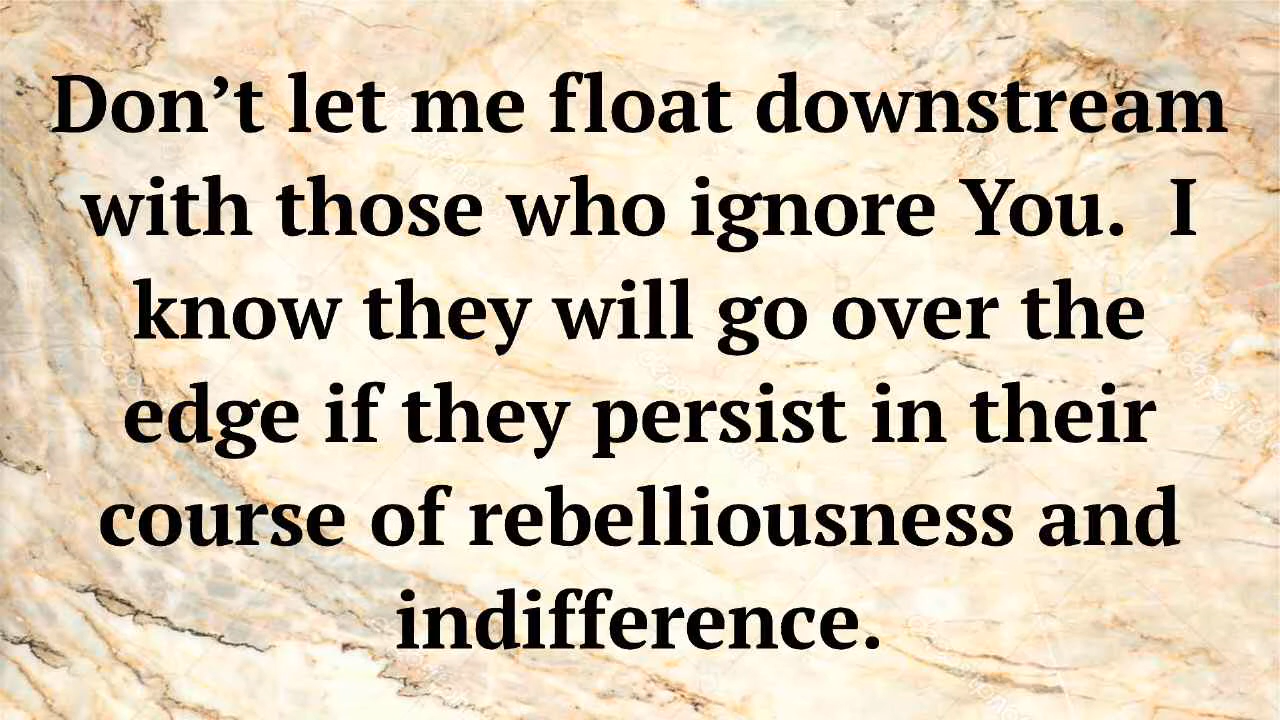 Don’t let me float downstream
with those who ignore You.  I
know they will go over the
edge if they persist in their
course of rebelliousness and
indifference.